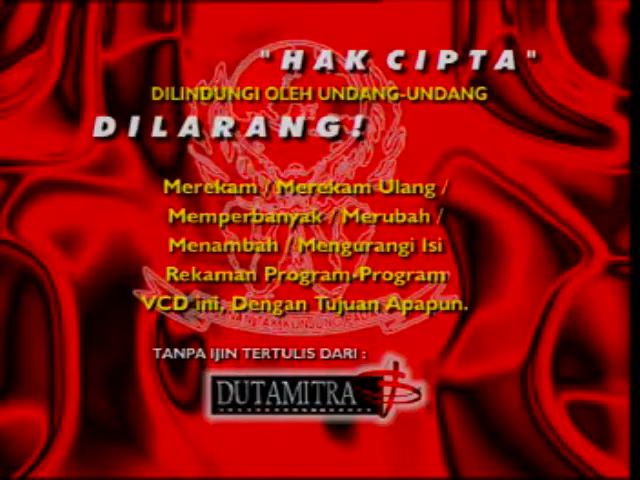 "HAK CIPTA"
DILINDUNGI OLEH UNDANG-UNDANG
DILARANG!
Merekam / Merekam Ulang /
Memperbanyak / Merubah /
Menambah / Mengurangi Isi
Rekaman Program-Program
VCD ini, Dengan Tujuan Apapun.
TANPA IJIN TERTULIS DARI :
DUTAMITRA